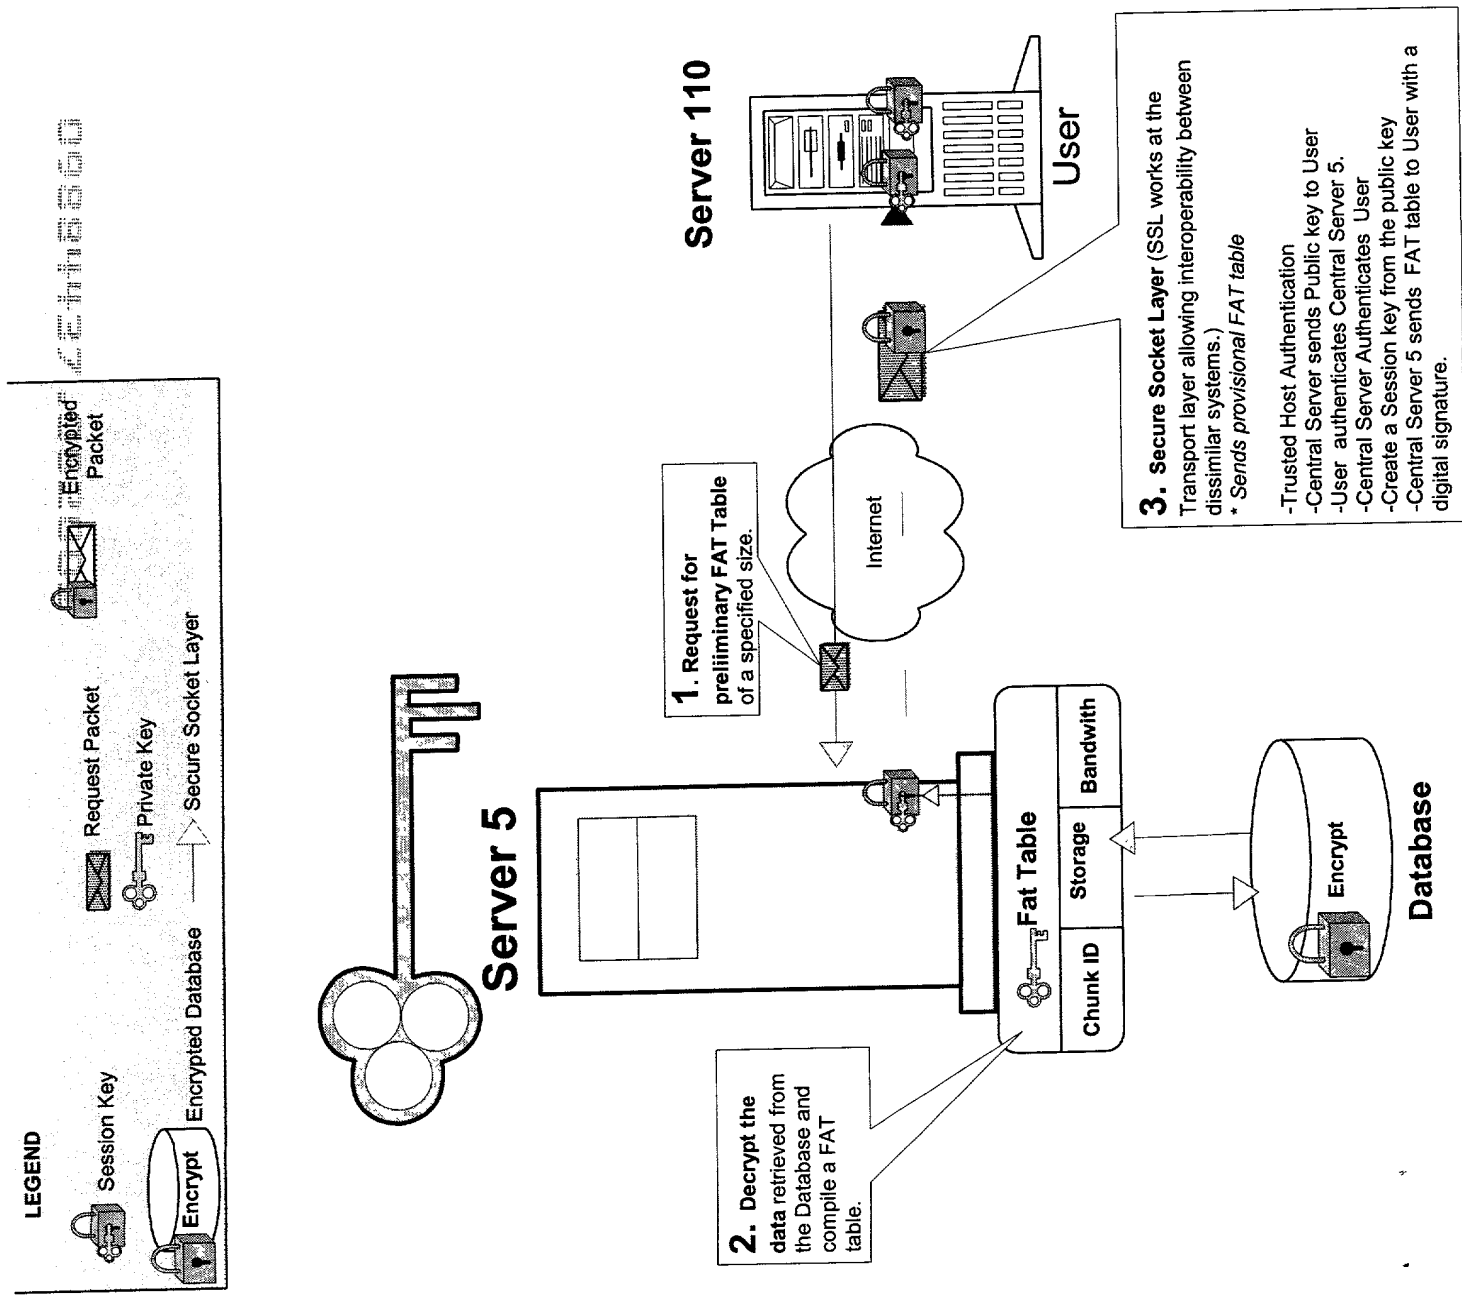 LEGEND
Session Key
Request Packet
Encrypted
Packet
Private Key
Encrypt
Encrypted Database
Secure Socket Layer
Server 5
Server 110
User
1. Request for
preliiminary FAT Table
of a specified size.
Internet
2. Decrypt the
data retrieved from
the Database and
compile a FAT
table.
Fat Table
Chunk ID
Storage
Bandwith
Encrypt
Database
3. Secure Socket Layer (SSL works at the
Transport layer allowing interoperability between
dissimilar systems.)
* Sends provisional FAT table
-Trusted Host Authentication
-Central Server sends Public key to User
-User authenticates Central Server 5.
-Central Server Authenticates User
-Create a Session key from the public key
-Central Server 5 sends FAT table to User with a
digital signature.